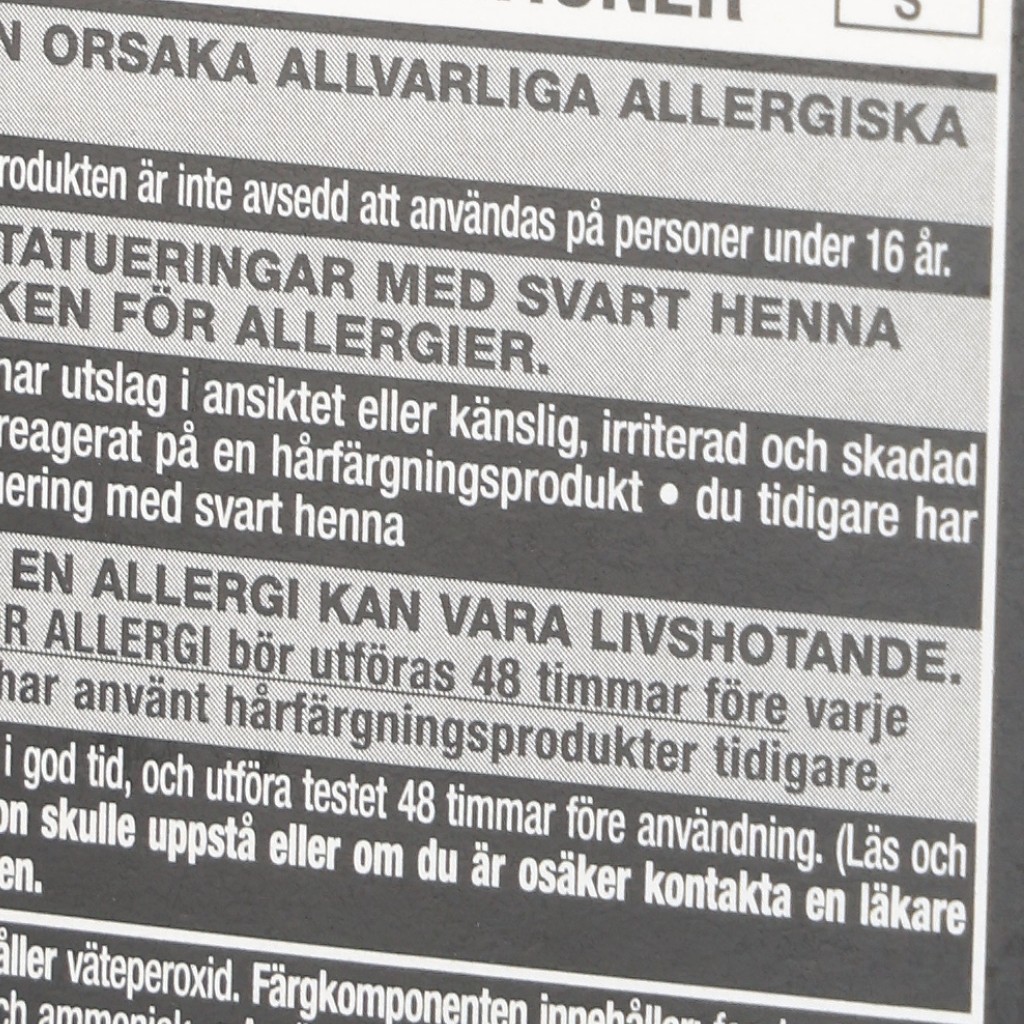 S
ORSAKA ALLVARLIGA ALLERGISKA
rodukten är inte avsedd att användas på personer under 16 år.
TATUERINGAR MED SVART HENNA
KEN FÖR ALLERGIER.
har utslag i ansiktet eller känslig, irriterad och skadad
reagerat på en hårfärgningsprodukt • du tidigare har
uering med svart henna
EN ALLERGI KAN VARA LIVSHOTANDE.
R ALLERGI bör utföras 48 timmar före varje
har använt hårfärgningsprodukter tidigare.
i god tid, och utföra testet 48 timmar före användning. (Läs och
on skulle uppstå eller om du är osäker kontakta en läkare
en.
åller väteperoxid. Färgkomponenten innehåller